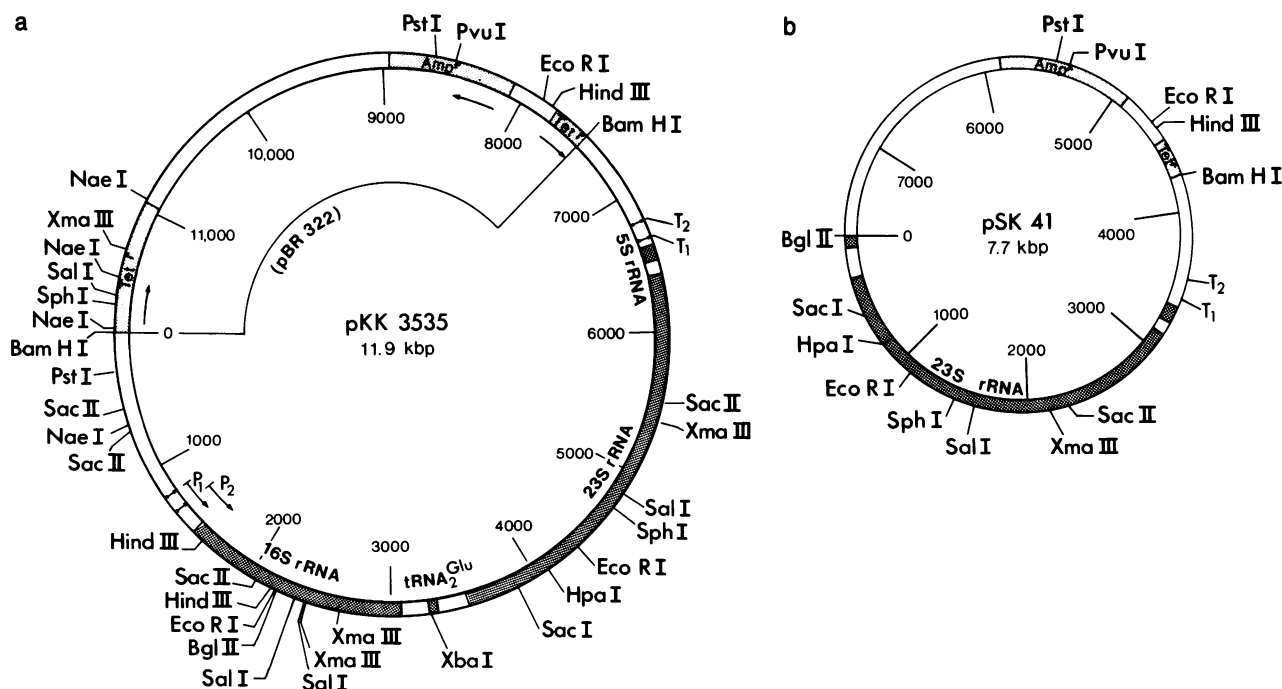 a
Pst I
Pvu I
Amp r
Eco R I
Hind III
Tet r
Bam H I
9000
8000
10,000
7000
T2
T1
5S rRNA
Nae I
Xma III
11,000
Nae I
Tet r
Sal I
Sph I
Nae I
Bam H I
0
(pBR 322)
pKK 3535
11.9 kbp
6000
Pst I
Sac II
Nae I
Sac II
1000
P1
P2
Sac II
Xma III
5000
23S rRNA
Sal I
Sph I
Hind III
2000
16S rRNA
3000
tRNA2Glu
4000
Eco R I
Hpa I
Sac I
Sac II
Hind III
Eco R I
Bgl II
Sal I
Xma III
Sal I
Xma III
Xba I
b
Pst I
Pvu I
Amp r
Eco R I
Hind III
Tet r
Bam H I
6000
5000
7000
pSK 41
7.7 kbp
4000
Bgl II
0
T2
T1
Sac I
Hpa I
1000
2000
3000
Eco R I
23S rRNA
Sph I
Sal I
Xma III
Sac II